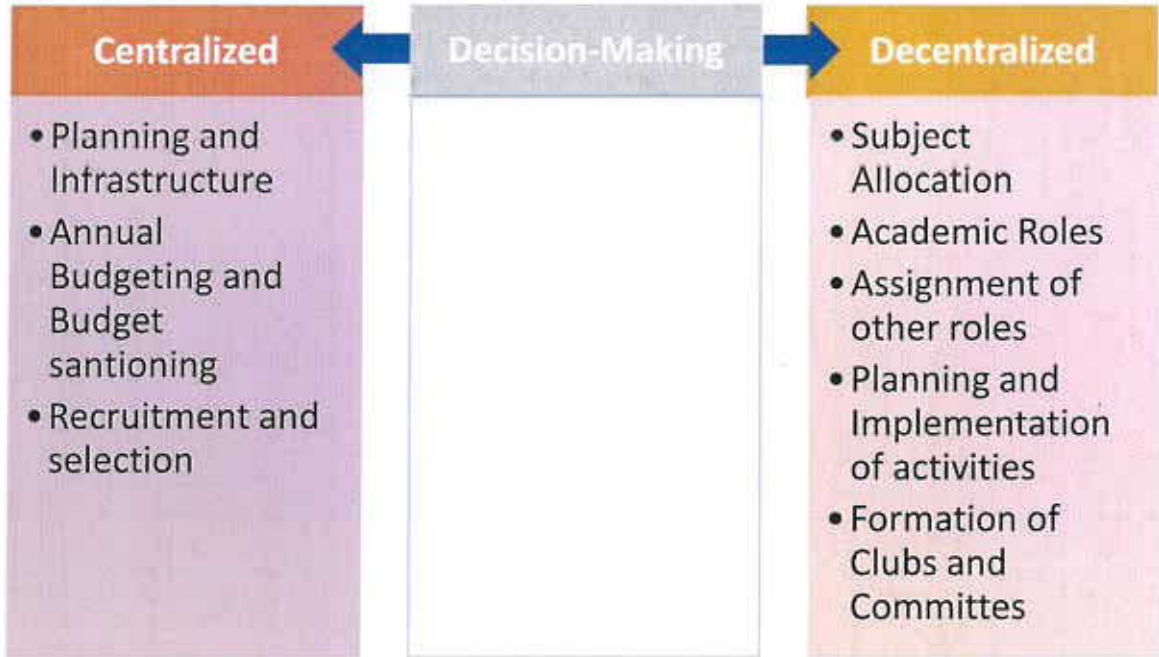 Centralized
• Planning and
Infrastructure
• Annual
Budgeting and
Budget
santioning
• Recruitment and
selection
Decision-Making
Decentralized
• Subject
Allocation
• Academic Roles
• Assignment of
other roles
• Planning and
Implementation
of activities
• Formation of
Clubs and
Committes